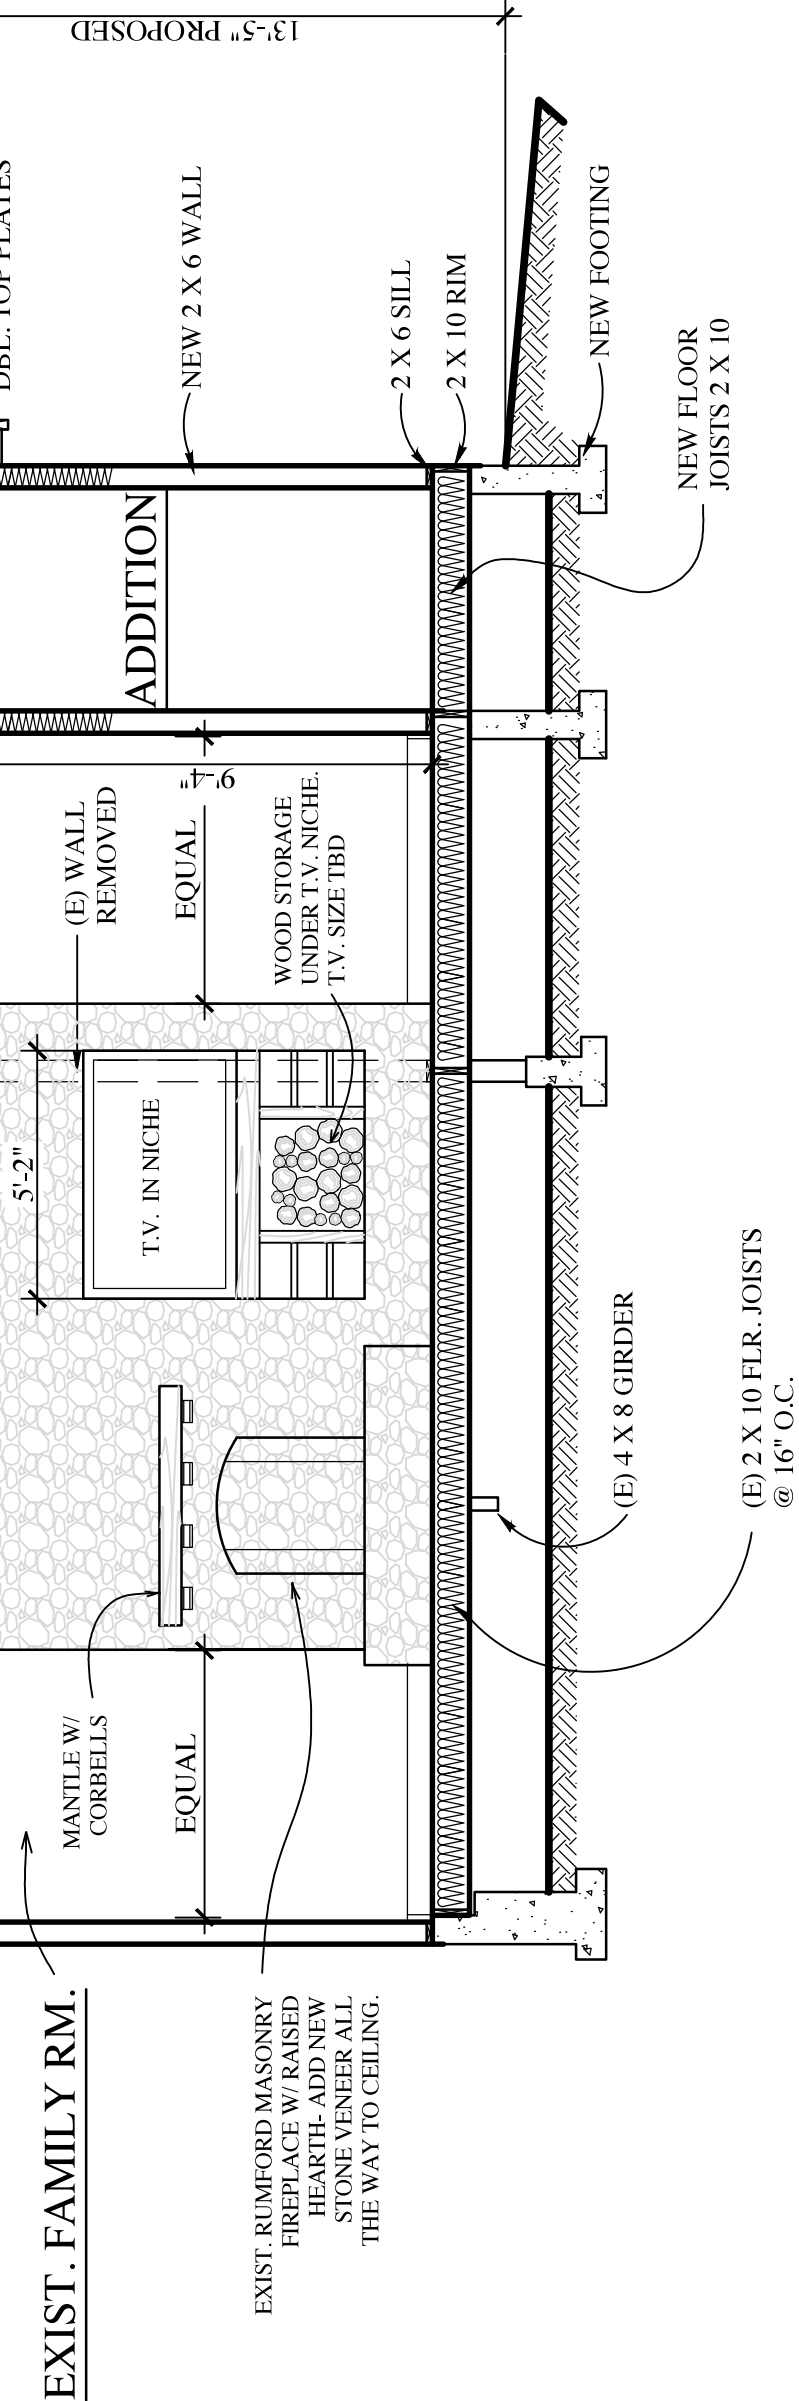 EXIST. FAMILY RM.
MANTLE W/
CORBELLS
EQUAL
EXIST. RUMFORD MASONRY
FIREPLACE W/ RAISED
HEARTH- ADD NEW
STONE VENEER ALL
THE WAY TO CEILING.
5'-2"
T.V. IN NICHE
(E) WALL
REMOVED
EQUAL
9'-4"
WOOD STORAGE
UNDER T.V. NICHE.
T.V. SIZE TBD
ADDITION
DBL. TOP PLATES
NEW 2 X 6 WALL
2 X 6 SILL
2 X 10 RIM
13'-5" PROPOSED
NEW FOOTING
NEW FLOOR
JOISTS 2 X 10
(E) 4 X 8 GIRDER
(E) 2 X 10 FLR. JOISTS
@ 16" O.C.